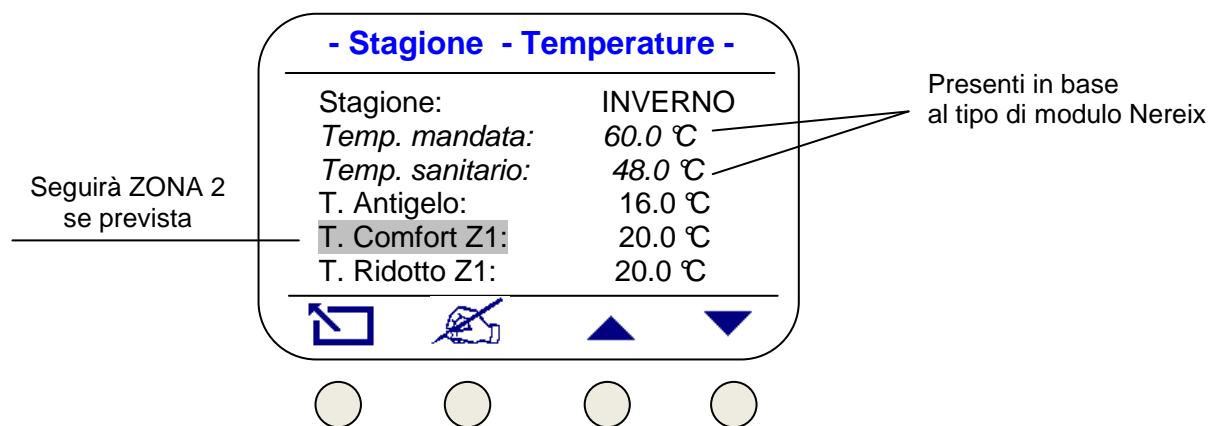 - Stagione - Temperature -
Stagione: INVERNO
Temp. mandata: 60.0 °C
Temp. sanitario: 48.0 °C
T. Antigelo: 16.0 °C
T. Comfort Z1: 20.0 °C
T. Ridotto Z1: 20.0 °C
Seguirà ZONA 2
se prevista
Presenti in base
al tipo di modulo Nereix